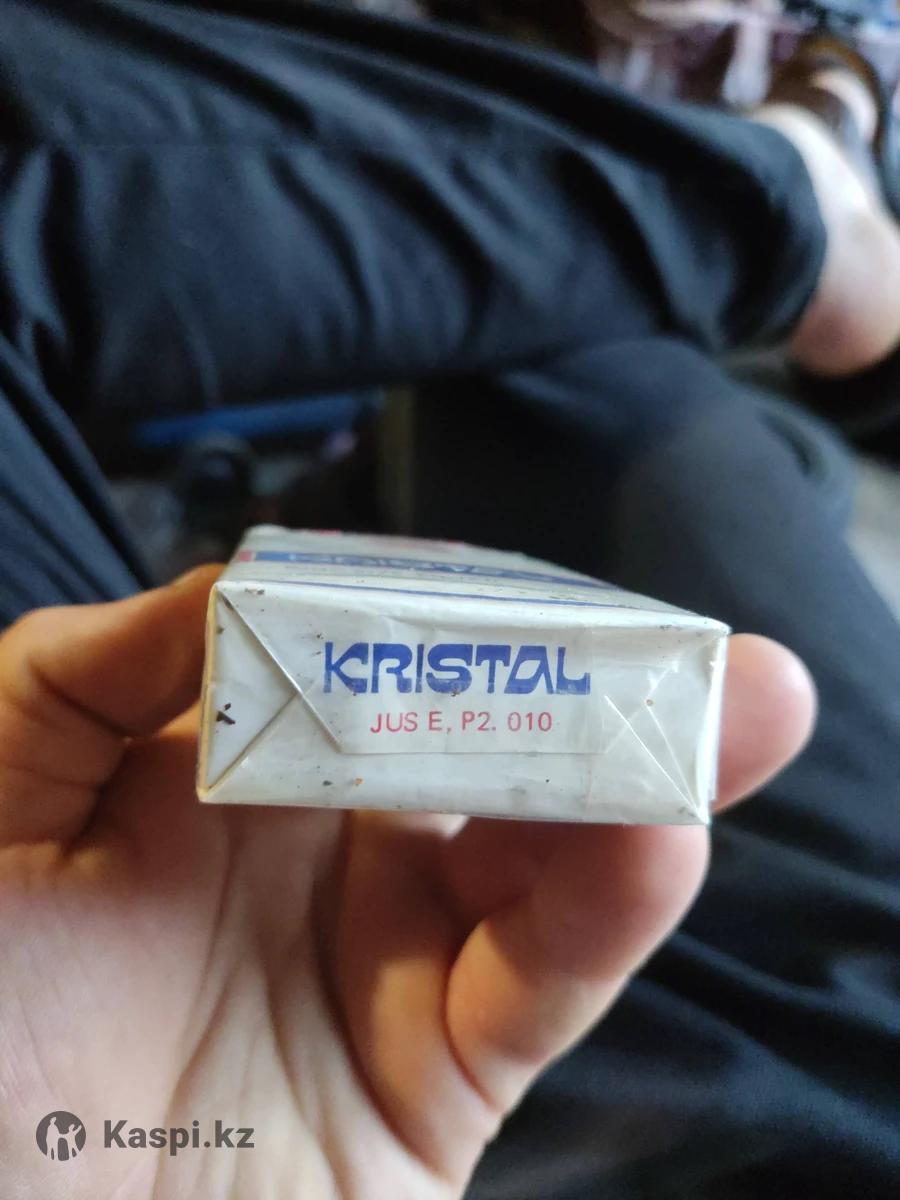 KRISTAL
JUS E, P2. 010
Kaspi.kz